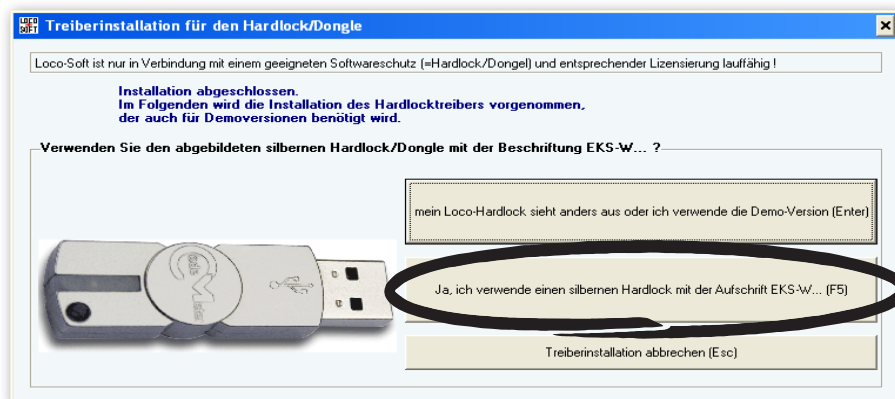 LOCO
SOFT
Treiberinstallation für den Hardlock/Dongle
Loco-Soft ist nur in Verbindung mit einem geeigneten Softwareschutz (=Hardlock/Dongel) und entsprechender Lizensierung lauffähig !
Installation abgeschlossen.
Im Folgenden wird die Installation des Hardlocktreibers vorgenommen,
der auch für Demoversionen benötigt wird.
Verwenden Sie den abgebildeten silbernen Hardlock/Dongle mit der Beschriftung EKS-W... ?
mein Loco-Hardlock sieht anders aus oder ich verwende die Demo-Version (Enter)
Ja, ich verwende einen silbernen Hardlock mit der Aufschrift EKS-W... (F5)
Treiberinstallation abbrechen (Esc)